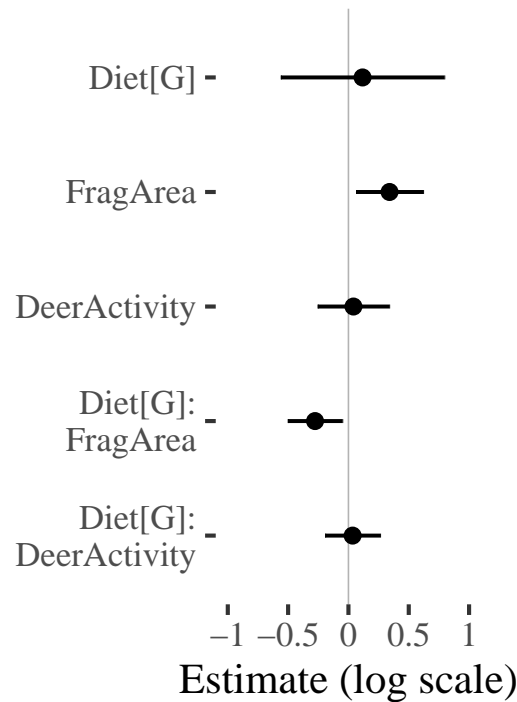 Diet[G]
FragArea
DeerActivity
Diet[G]:
FragArea
Diet[G]:
DeerActivity
−1 −0.5 0 0.5 1
Estimate (log scale)